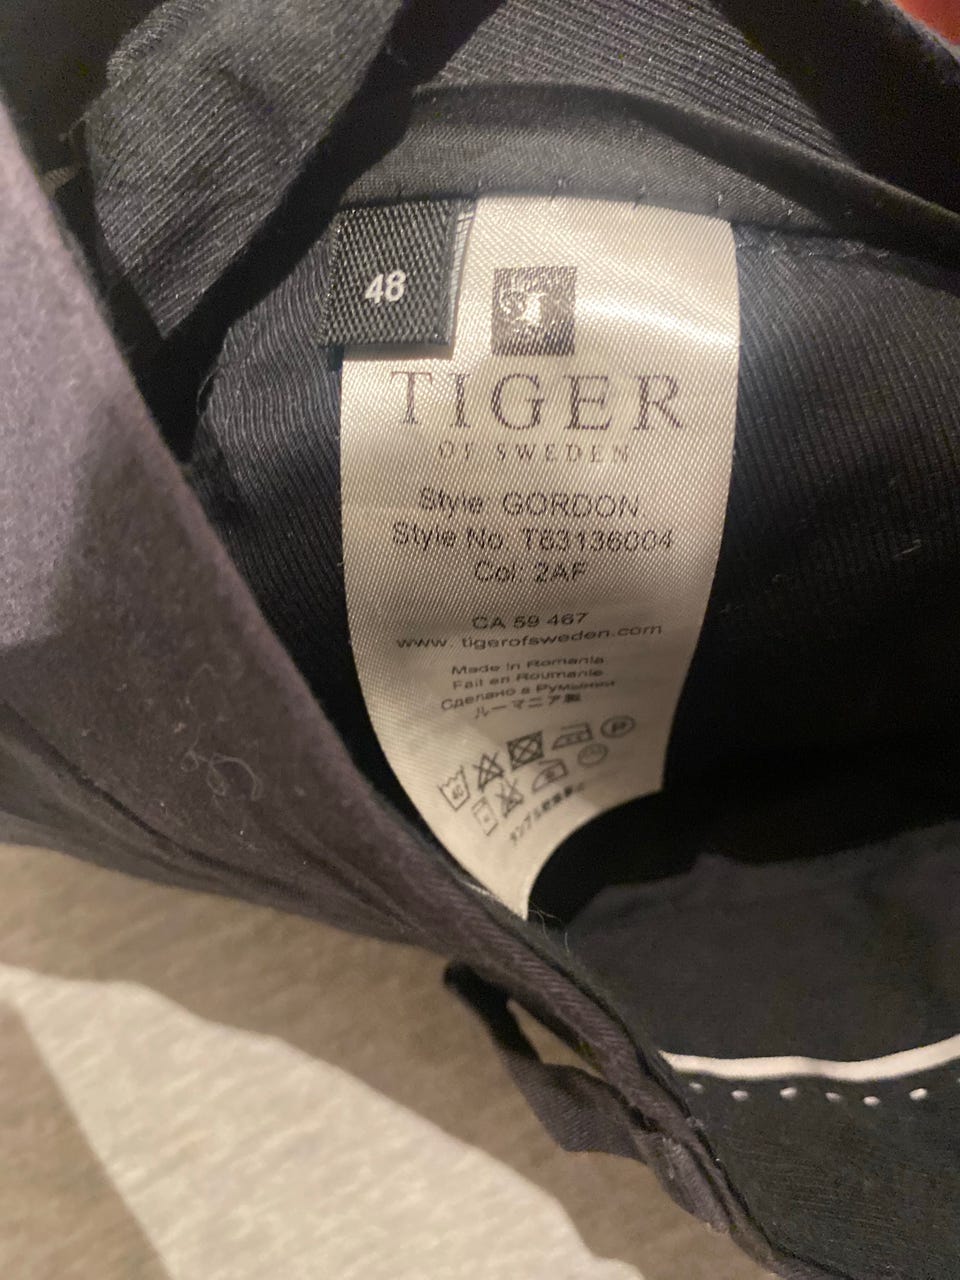 48
TIGER
OF SWEDEN
Style: GORDON
Style No. T63136004
Col: 2AF
CA 59 467
www.tigerofsweden.com
Made in Romania
Fait en Roumanie
Сделано в Румынии
ルーマニア製
40
P